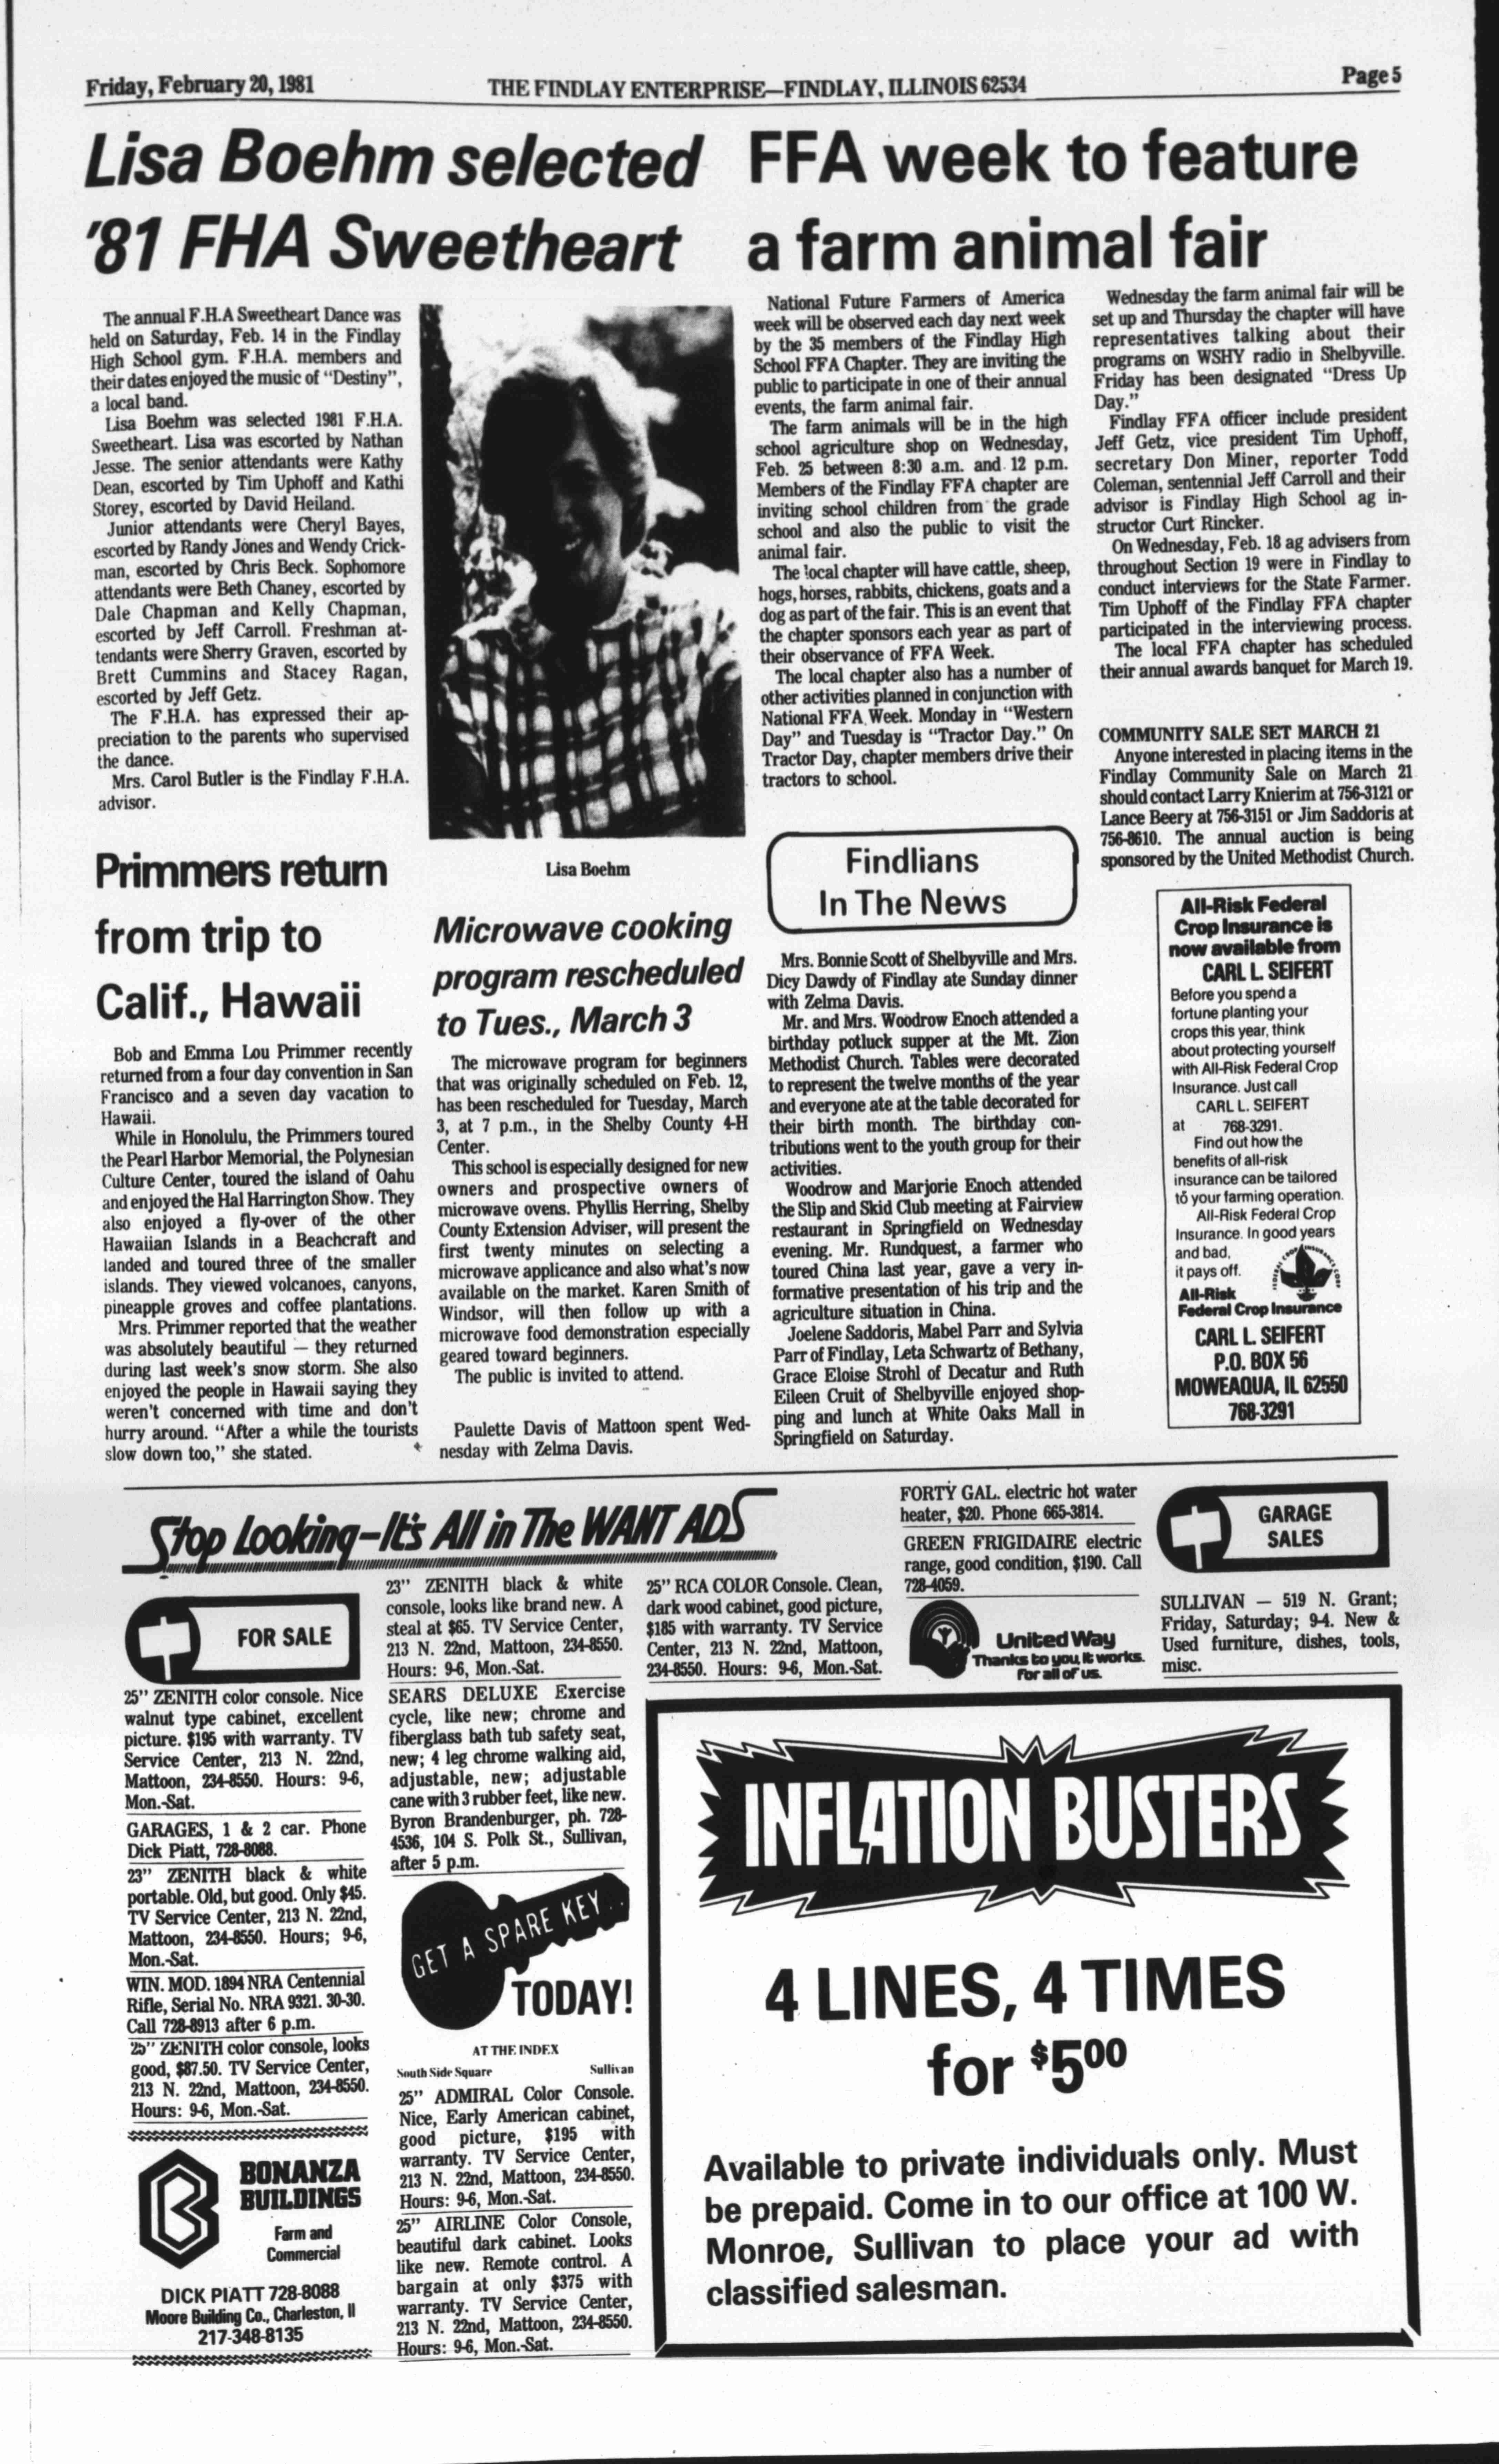 Friday, February 20, 1981
THE FINDLAY ENTERPRISE—FINDLAY, ILLINOIS 62534
Page 5
Lisa Boehm selected
'81 FHA Sweetheart
The annual F.H.A Sweetheart Dance was
held on Saturday, Feb. 14 in the Findlay
High School gym. F.H.A. members and
their dates enjoyed the music of "Destiny",
a local band.
Lisa Boehm was selected 1981 F.H.A.
Sweetheart. Lisa was escorted by Nathan
Jesse. The senior attendants were Kathy
Dean, escorted by Tim Uphoff and Kathi
Storey, escorted by David Heiland.
Junior attendants were Cheryl Bayes,
escorted by Randy Jones and Wendy Crick-
man, escorted by Chris Beck. Sophomore
attendants were Beth Chaney, escorted by
Dale Chapman and Kelly Chapman,
escorted by Jeff Carroll. Freshman at-
tendants were Sherry Graven, escorted by
Brett Cummins and Stacey Ragan,
escorted by Jeff Getz.
The F.H.A. has expressed their ap-
preciation to the parents who supervised
the dance.
Mrs. Carol Butler is the Findlay F.H.A.
advisor.
Lisa Boehm
FFA week to feature
a farm animal fair
National Future Farmers of America
week will be observed each day next week
by the 35 members of the Findlay High
School FFA Chapter. They are inviting the
public to participate in one of their annual
events, the farm animal fair.
The farm animals will be in the high
school agriculture shop on Wednesday,
Feb. 25 between 8:30 a.m. and 12 p.m.
Members of the Findlay FFA chapter are
inviting school children from the grade
school and also the public to visit the
animal fair.
The local chapter will have cattle, sheep,
hogs, horses, rabbits, chickens, goats and a
dog as part of the fair. This is an event that
the chapter sponsors each year as part of
their observance of FFA Week.
The local chapter also has a number of
other activities planned in conjunction with
National FFA Week. Monday in "Western
Day" and Tuesday is "Tractor Day." On
Tractor Day, chapter members drive their
tractors to school.
Wednesday the farm animal fair will be
set up and Thursday the chapter will have
representatives talking about their
programs on WSHY radio in Shelbyville.
Friday has been designated "Dress Up
Day."
Findlay FFA officer include president
Jeff Getz, vice president Tim Uphoff,
secretary Don Miner, reporter Todd
Coleman, sentennial Jeff Carroll and their
advisor is Findlay High School ag in-
structor Curt Rincker.
On Wednesday, Feb. 18 ag advisers from
throughout Section 19 were in Findlay to
conduct interviews for the State Farmer.
Tim Uphoff of the Findlay FFA chapter
participated in the interviewing process.
The local FFA chapter has scheduled
their annual awards banquet for March 19.
COMMUNITY SALE SET MARCH 21
Anyone interested in placing items in the
Findlay Community Sale on March 21
should contact Larry Knierim at 756-3121 or
Lance Beery at 756-3151 or Jim Saddoris at
756-8610. The annual auction is being
sponsored by the United Methodist Church.
Primmers return
from trip to
Calif., Hawaii
Bob and Emma Lou Primmer recently
returned from a four day convention in San
Francisco and a seven day vacation to
Hawaii.
While in Honolulu, the Primmers toured
the Pearl Harbor Memorial, the Polynesian
Culture Center, toured the island of Oahu
and enjoyed the Hal Harrington Show. They
also enjoyed a fly-over of the other
Hawaiian Islands in a Beachcraft and
landed and toured three of tne smaller
islands. They viewed volcanoes, canyons,
pineapple groves and coffee plantations.
Mrs. Primmer reported that the weather
was absolutely beautiful — they returned
during last week's snow storm. She also
enjoyed the people in Hawaii saying they
weren't concerned with time and don't
hurry around. "After a while the tourists
slow down too," she stated.
Microwave cooking
program rescheduled
to Tues., March 3
The microwave program for beginners
that was originally scheduled on Feb. 12,
has been rescheduled for Tuesday, March
3, at 7 p.m., in the Shelby County 4-H
Center.
This school is especially designed for new
owners and prospective owners of
microwave ovens. Phyllis Herring, Shelby
County Extension Adviser, will present the
first twenty minutes on selecting a
microwave applicance and also what's now
available on the market. Karen Smith of
Windsor, will then follow up with a
microwave food demonstration especially
geared toward beginners.
The public is invited to attend.
Paulette Davis of Mattoon spent Wed-
nesday with Zelma Davis.
Findlians
In The News
Mrs. Bonnie Scott of Shelbyville and Mrs.
Dicy Dawdy of Findlay ate Sunday dinner
with Zelma Davis.
Mr. and Mrs. Woodrow Enoch attended a
birthday potluck supper at the Mt. Zion
Methodist Church. Tables were decorated
to represent the twelve months of the year
and everyone ate at the table decorated for
their birth month. The birthday con-
tributions went to the youth group for their
activities.
Woodrow and Marjorie Enoch attended
the Slip and Skid Club meeting at Fairview
restaurant in Springfield on Wednesday
evening. Mr. Rundquest, a farmer who
toured China last year, gave a very in-
formative presentation of his trip and the
agriculture situation in China.
Joelene Saddoris, Mabel Parr and Sylvia
Parr of Findlay, Leta Schwartz of Bethany,
Grace Eloise Strohl of Decatur and Ruth
Eileen Cruit of Shelbyville enjoyed shop-
ping and lunch at White Oaks Mall in
Springfield on Saturday.
All-Risk Federal
Crop Insurance is
now available from
CARL L. SEIFERT
Before you spend a
fortune planting your
crops this year, think
about protecting yourself
with All-Risk Federal Crop
Insurance. Just call
CARL L. SEIFERT
at 768-3291.
Find out how the
benefits of all-risk
insurance can be tailored
to your farming operation.
All-Risk Federal Crop
Insurance. In good years
and bad,
it pays off.
All-Risk
Federal Crop Insurance
CARL L. SEIFERT
P.O. BOX 56
MOWEAQUA, IL 62550
768-3291
Stop Looking-It's All in The WANT ADS
FOR SALE
25" ZENITH color console. Nice
walnut type cabinet, excellent
picture. $195 with warranty. TV
Service Center, 213 N. 22nd,
Mattoon, 234-8550. Hours: 9-6,
Mon.-Sat.
GARAGES, 1 & 2 car. Phone
Dick Piatt, 728-8088.
23" ZENITH black & white
portable. Old, but good. Only $45.
TV Service Center, 213 N. 22nd,
Mattoon, 234-8550. Hours; 9-6,
Mon.-Sat.
WIN. MOD. 1894 NRA Centennial
Rifle, Serial No. NRA 9321. 30-30.
Call 728-8913 after 6 p.m.
25" ZENITH color console, looks
good, $87.50. TV Service Center,
213 N. 22nd, Mattoon, 234-8550.
Hours: 9-6, Mon.-Sat.
BONANZA
BUILDINGS
Farm and
Commercial
DICK PIATT 728-8088
Moore Building Co., Charleston, Il
217-348-8135
23" ZENITH black & white
console, looks like brand new. A
steal at $65. TV Service Center,
213 N. 22nd, Mattoon, 234-8550.
Hours: 9-6, Mon.-Sat.
SEARS DELUXE Exercise
cycle, like new; chrome and
fiberglass bath tub safety seat,
new; 4 leg chrome walking aid,
adjustable, new; adjustable
cane with 3 rubber feet, like new.
Byron Brandenburger, ph. 728-
4536, 104 S. Polk St., Sullivan,
after 5 p.m.
GET A SPARE KEY...
TODAY!
AT THE INDEX
South Side Square Sullivan
25" ADMIRAL Color Console.
Nice, Early American cabinet,
good picture, $195 with
warranty. TV Service Center,
213 N. 22nd, Mattoon, 234-8550.
Hours: 9-6, Mon.-Sat.
25" AIRLINE Color Console,
beautiful dark cabinet. Looks
like new. Remote control. A
bargain at only $375 with
warranty. TV Service Center,
213 N. 22nd, Mattoon, 234-8550.
Hours: 9-6, Mon.-Sat.
25" RCA COLOR Console. Clean,
dark wood cabinet, good picture,
$185 with warranty. TV Service
Center, 213 N. 22nd, Mattoon,
234-8550. Hours: 9-6, Mon.-Sat.
FORTY GAL. electric hot water
heater, $20. Phone 665-3814.
GREEN FRIGIDAIRE electric
range, good condition, $190. Call
728-4059.
United Way
Thanks to you, it works.
for all of us.
GARAGE
SALES
SULLIVAN — 519 N. Grant;
Friday, Saturday; 9-4. New &
Used furniture, dishes, tools,
misc.
INFLATION BUSTERS
4 LINES, 4 TIMES
for $5.00
Available to private individuals only. Must
be prepaid. Come in to our office at 100 W.
Monroe, Sullivan to place your ad with
classified salesman.